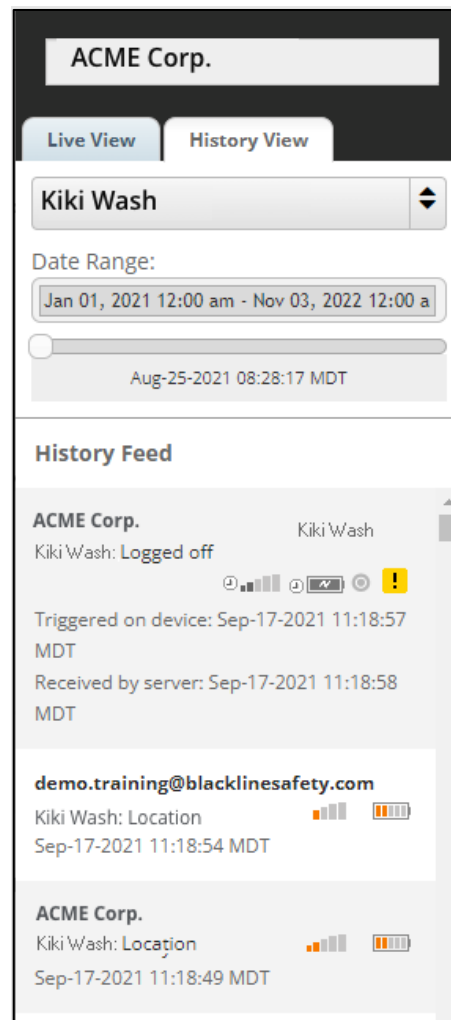 ACME Corp.
Live View
History View
Kiki Wash
Date Range:
Jan 01, 2021 12:00 am - Nov 03, 2022 12:00 a
Aug-25-2021 08:28:17 MDT
History Feed
ACME Corp.
Kiki Wash
Kiki Wash: Logged off
!
Triggered on device: Sep-17-2021 11:18:57
MDT
Received by server: Sep-17-2021 11:18:58
MDT
demo.training@blacklinesafety.com
Kiki Wash: Location
Sep-17-2021 11:18:54 MDT
ACME Corp.
Kiki Wash: Location
Sep-17-2021 11:18:49 MDT